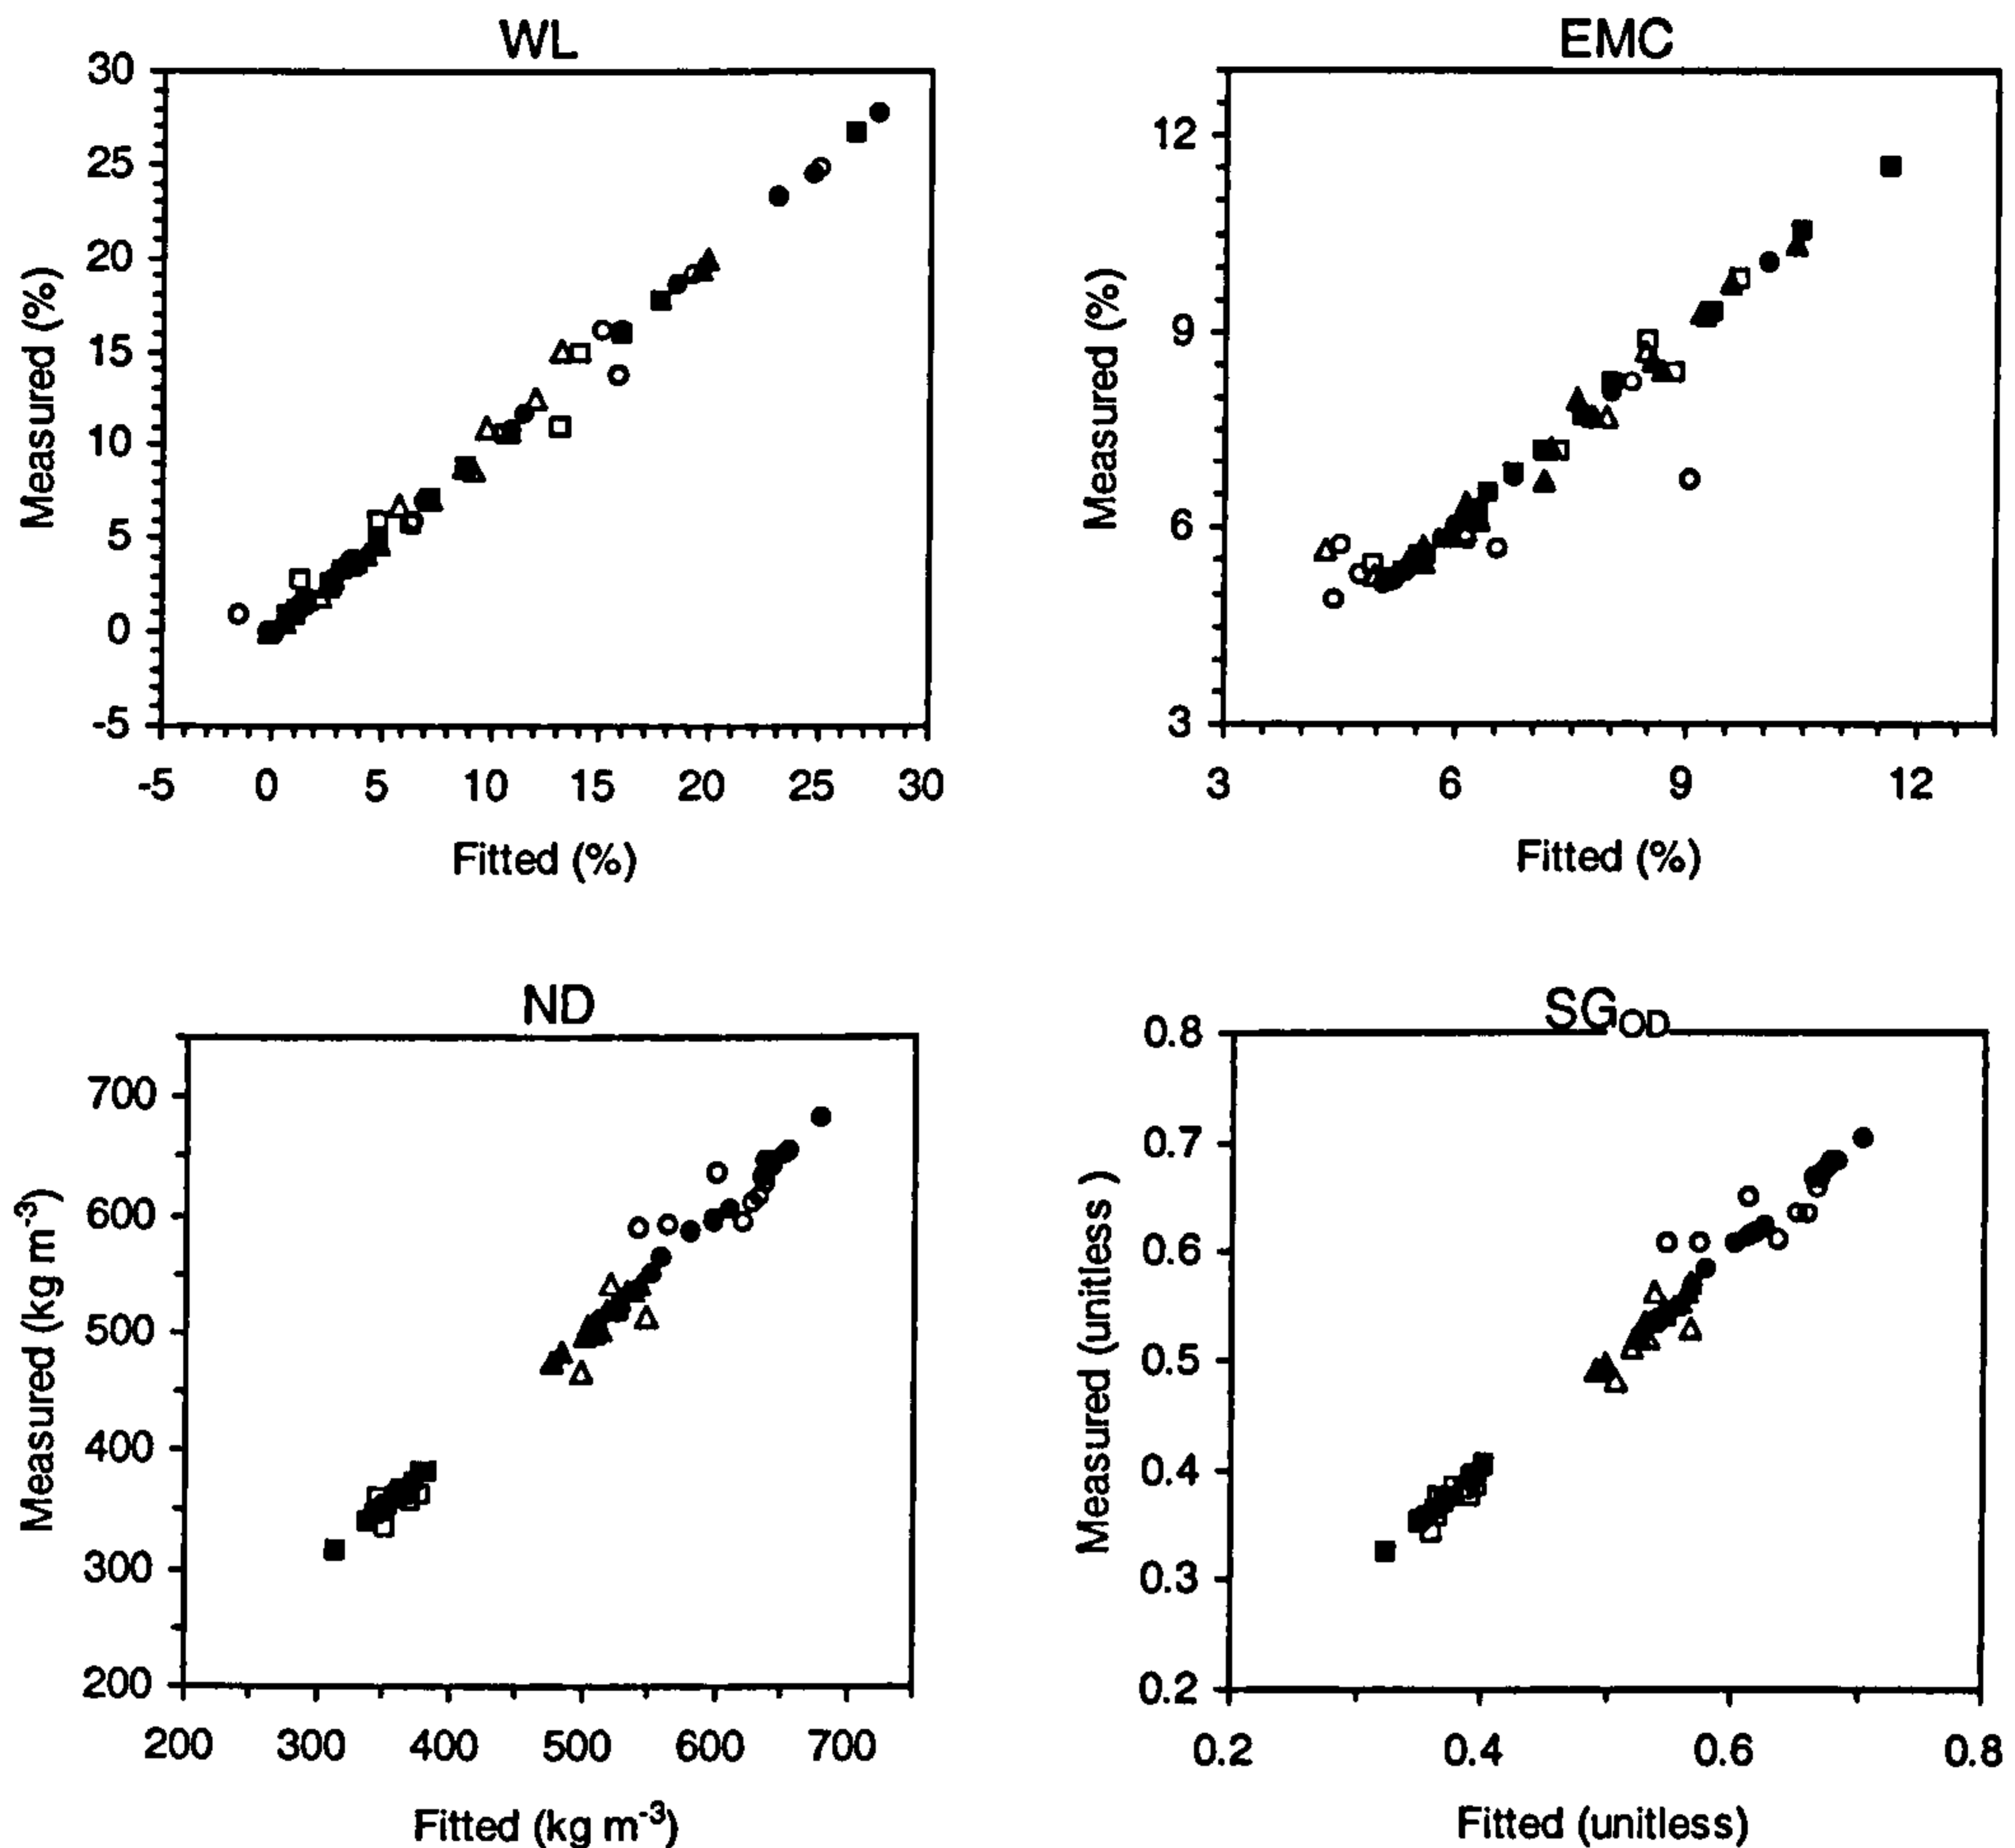 WL
30
25
20
15
10
5
0
-5
Measured (%)
-5 0 5 10 15 20 25 30
Fitted (%)
EMC
12
9
6
3
Measured (%)
3 6 9 12
Fitted (%)
ND
700
600
500
400
300
200
Measured (kg m-3)
200 300 400 500 600 700
Fitted (kg m-3)
SGOD
0.8
0.7
0.6
0.5
0.4
0.3
0.2
Measured (unitless )
0.2 0.4 0.6 0.8
Fitted (unitless)